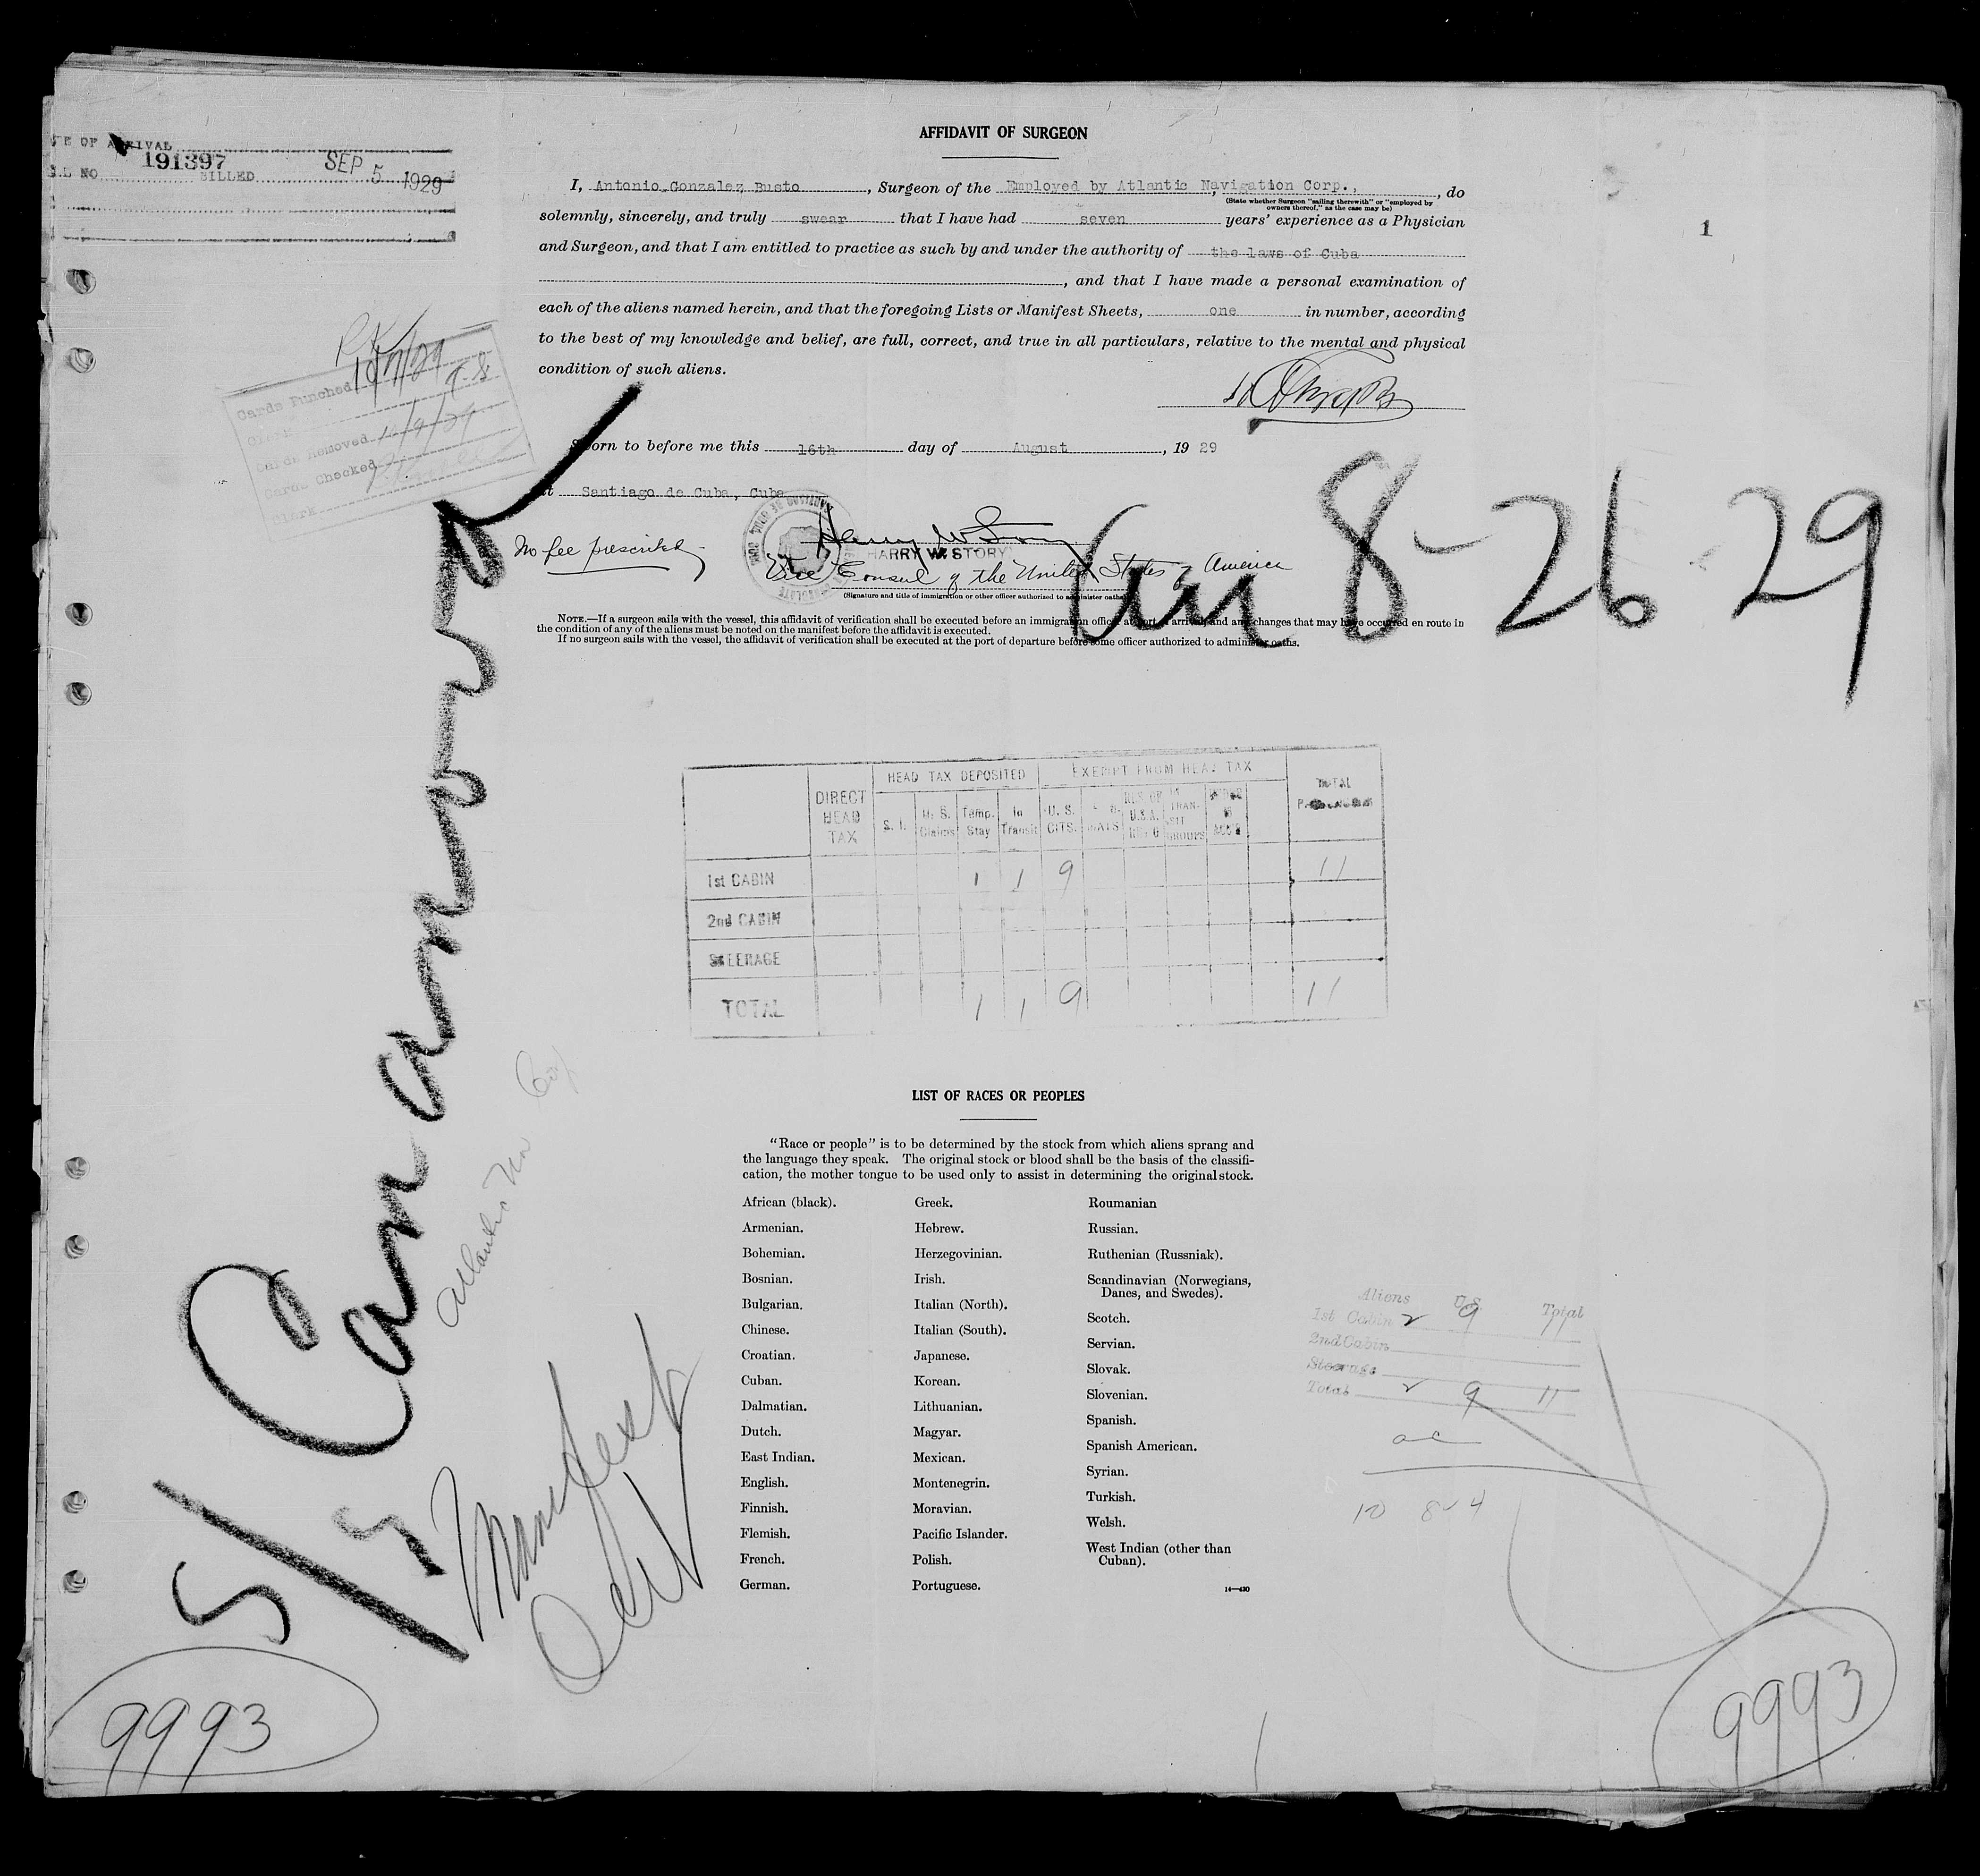 AFFIDAVIT OF SURGEON
191397
BILLED SEP 5 1929
I, Antonio Gonzalez Busto, Surgeon of the Employed by Atlantic Navigation Corp., , do
(State whether Surgeon "sailing therewith" or "employed by
owners thereof," as the case may be)
solemnly, sincerely, and truly swear that I have had seven years' experience as a Physician
and Surgeon, and that I am entitled to practice as such by and under the authority of the laws of Cuba
, and that I have made a personal examination of
each of the aliens named herein, and that the foregoing Lists or Manifest Sheets, one in number, according
to the best of my knowledge and belief, are full, correct, and true in all particulars, relative to the mental and physical
condition of such aliens.
1
Cards Punched
Cards Removed
Cards Checked
Clerk
born to before me this 16th day of August, 19 29
Santiago de Cuba, Cuba
No fee prescribed
Harry W Story
HARRY W. STORY
Vice Consul of the United States of America
(Signature and title of immigration or other officer authorized to administer oaths)
8-26-29
NOTE.—If a surgeon sails with the vessel, this affidavit of verification shall be executed before an immigration officer at port of arrival, and any changes that may have occurred en route in
the condition of any of the aliens must be noted on the manifest before the affidavit is executed.
If no surgeon sails with the vessel, the affidavit of verification shall be executed at the port of departure before some officer authorized to administer oaths.
DIRECT HEAD TAX
HEAD TAX DEPOSITED
EXEMPT FROM HEAD TAX
TOTAL
S. I.
U. S. Claims
Temp. Stay
In Transit
U. S. CITS.
1st CABIN 1 1 9 11
2nd CABIN
STEERAGE
TOTAL 1 1 9 11
LIST OF RACES OR PEOPLES
"Race or people" is to be determined by the stock from which aliens sprang and
the language they speak. The original stock or blood shall be the basis of the classifi-
cation, the mother tongue to be used only to assist in determining the original stock.
African (black).
Armenian.
Bohemian.
Bosnian.
Bulgarian.
Chinese.
Croatian.
Cuban.
Dalmatian.
Dutch.
East Indian.
English.
Finnish.
Flemish.
French.
German.
Greek.
Hebrew.
Herzegovinian.
Irish.
Italian (North).
Italian (South).
Japanese.
Korean.
Lithuanian.
Magyar.
Mexican.
Montenegrin.
Moravian.
Pacific Islander.
Polish.
Portuguese.
Roumanian
Russian.
Ruthenian (Russniak).
Scandinavian (Norwegians,
Danes, and Swedes).
Scotch.
Servian.
Slovak.
Slovenian.
Spanish.
Spanish American.
Syrian.
Turkish.
Welsh.
West Indian (other than
Cuban).
14—430
Aliens U.S. Total
1st Cabin 2 9 11
2nd Cabin
Steerage
Total 2 9 11
S/S
Manifest
9993
9993